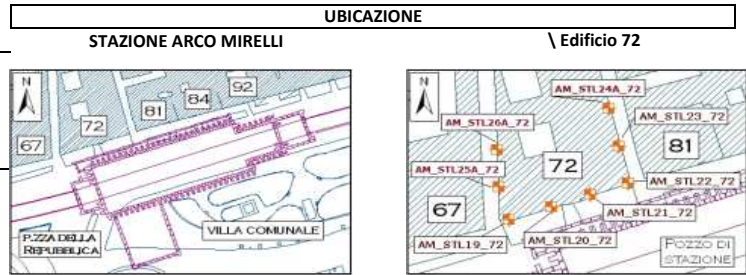 UBICAZIONE
STAZIONE ARCO MIRELLI
\ Edificio 72
N
92
84
81
72
67
VILLA COMUNALE
P.ZZA DELLA
REPUBBLICA
N
AM_STL24A_72
AM_STL26A_72
AM_STL23_72
81
AM_STL25A_72
72
AM_STL22_72
67
AM_STL21_72
AM_STL19_72
AM_STL20_72
POZZO DI
STAZIONE